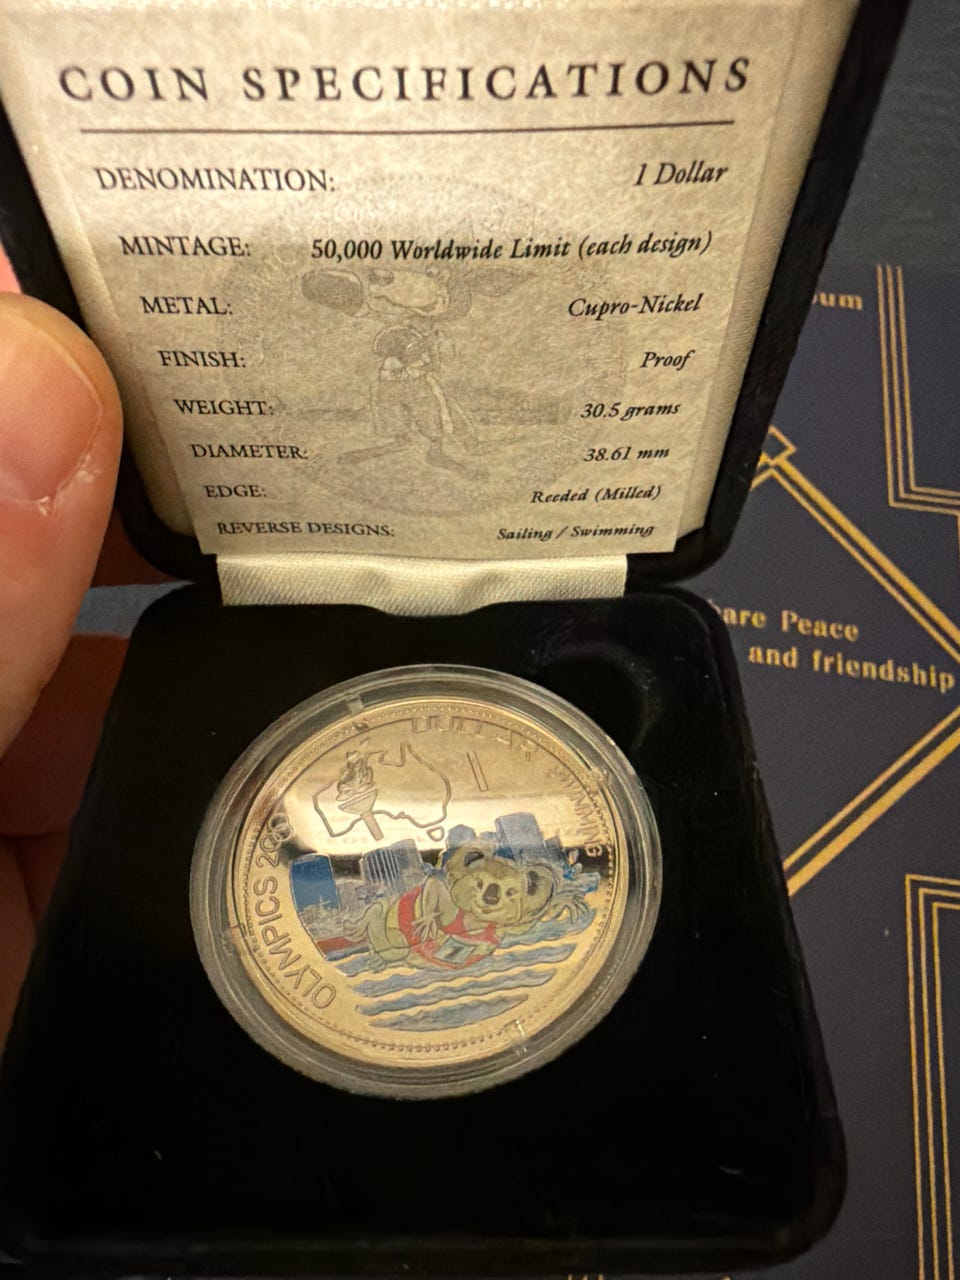 COIN SPECIFICATIONS
DENOMINATION: 1 Dollar
MINTAGE: 50,000 Worldwide Limit (each design)
METAL: Cupro-Nickel
FINISH: Proof
WEIGHT: 30.5 grams
DIAMETER: 38.61 mm
EDGE: Reeded (Milled)
REVERSE DESIGNS: Sailing / Swimming
Peace
and friendship
DOLLAR
1
SWIMMING
OLYMPICS 2000